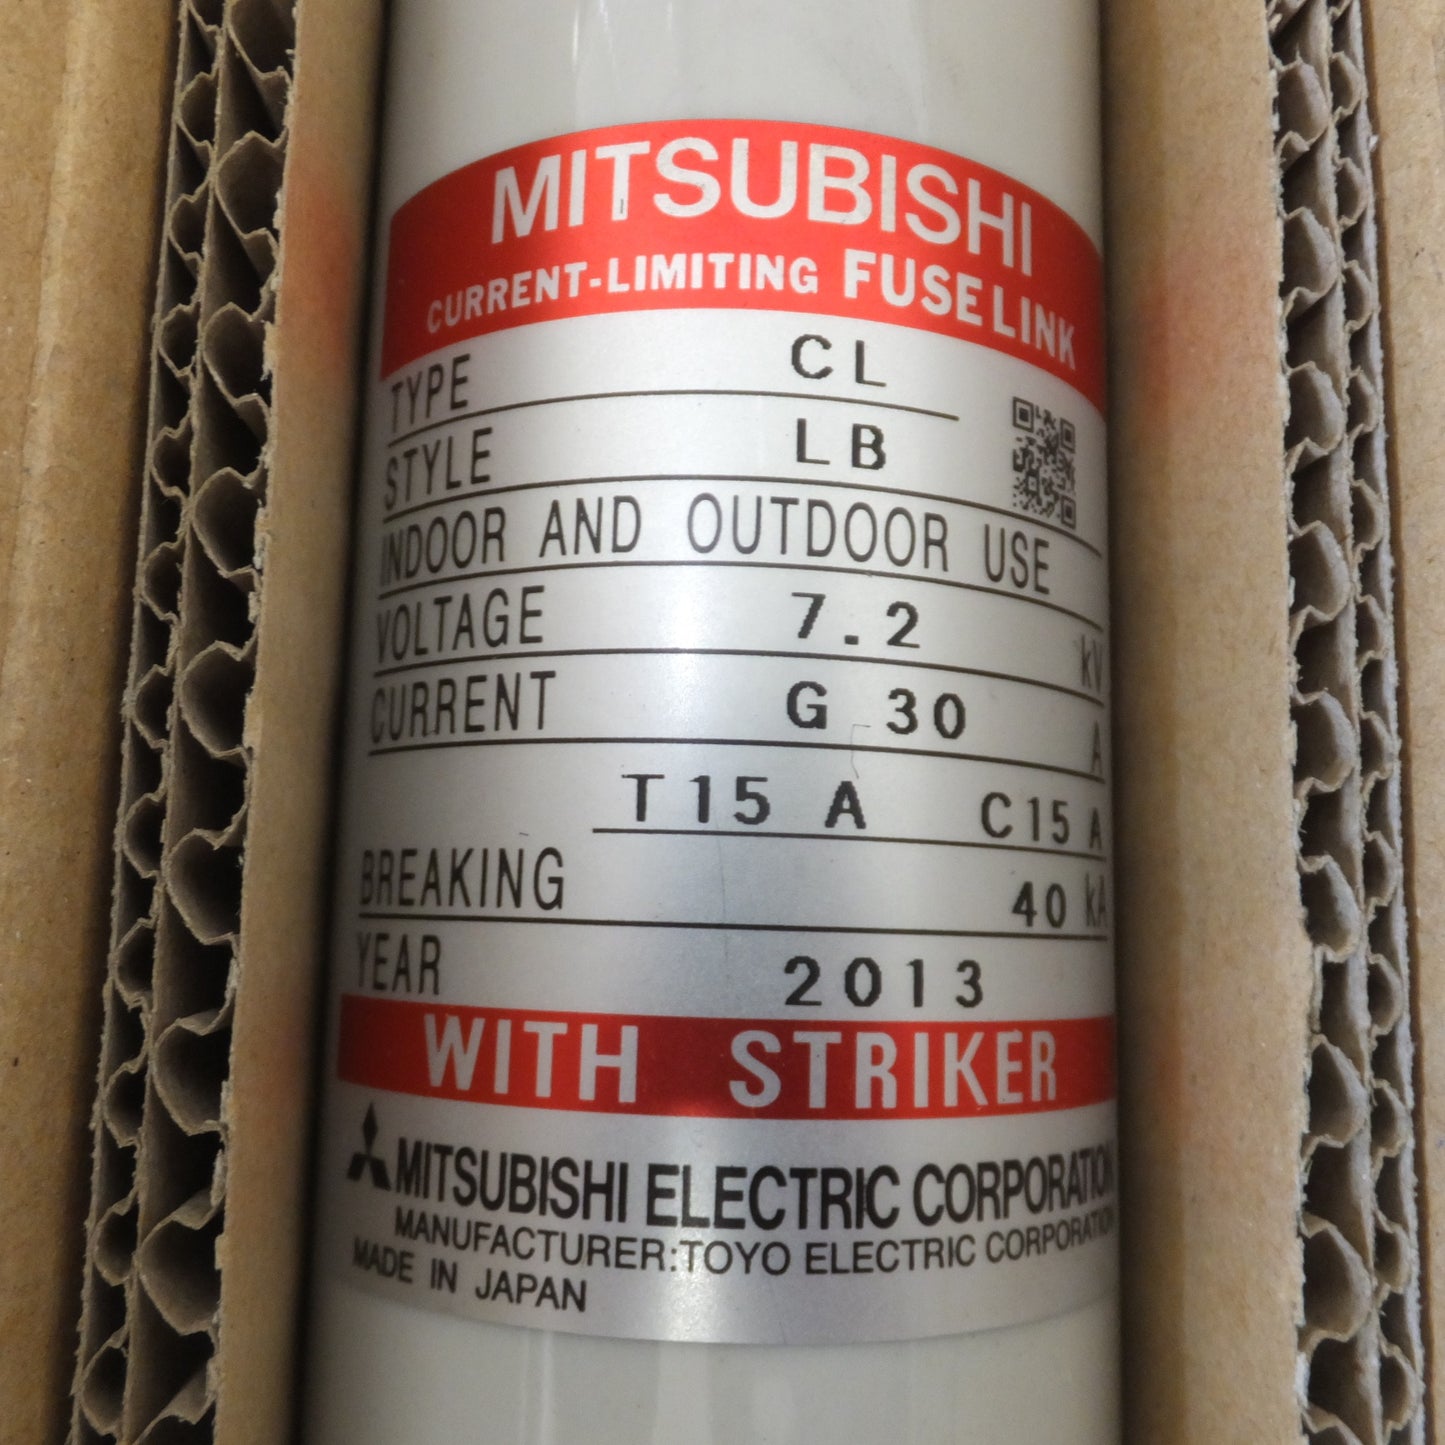 MITSUBISHI
CURRENT-LIMITING FUSE LINK
TYPE CL
STYLE LB
INDOOR AND OUTDOOR USE
VOLTAGE 7.2 kV
CURRENT G 30 A
T15 A C15 A
BREAKING 40 kA
YEAR 2013
WITH STRIKER
MITSUBISHI ELECTRIC CORPORATION
MANUFACTURER:TOYO ELECTRIC CORPORATION
MADE IN JAPAN